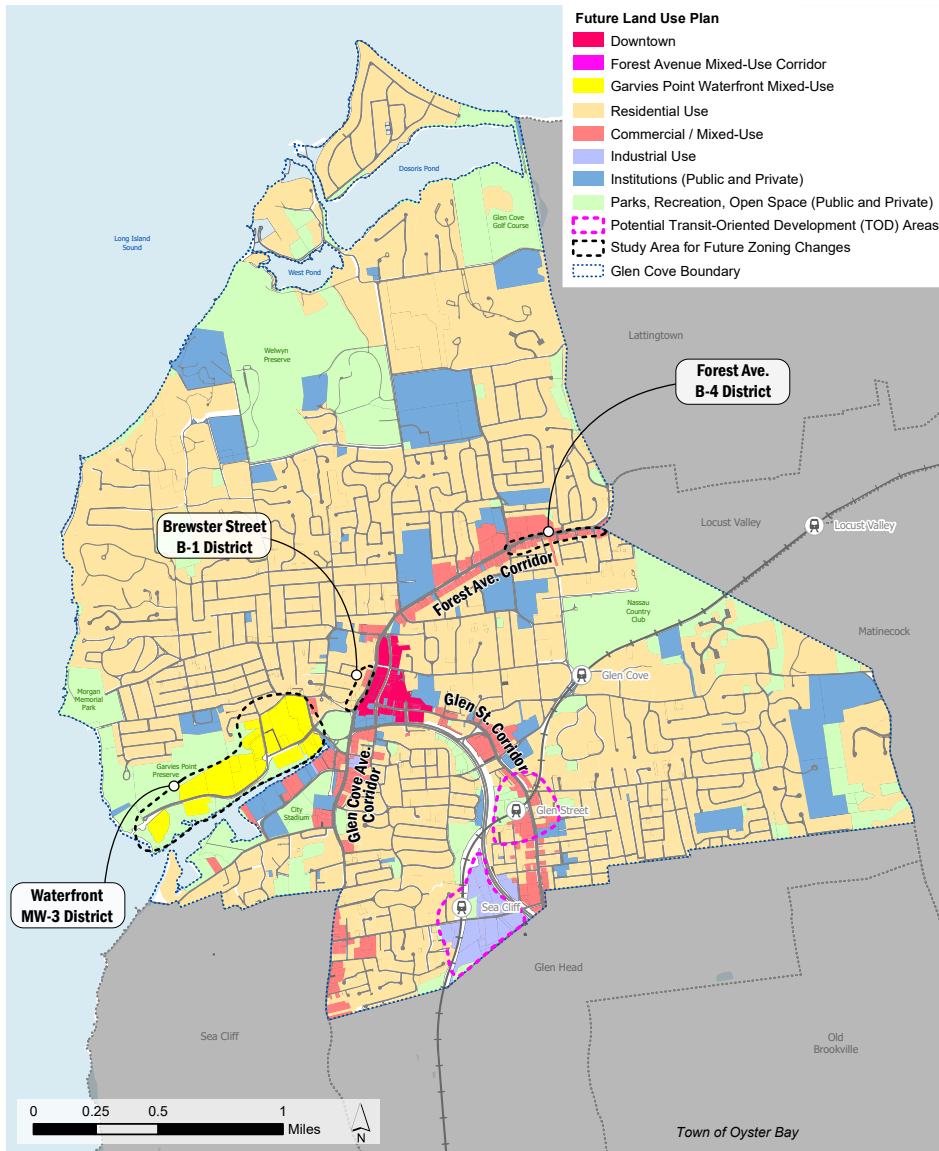 Future Land Use Plan
Downtown
Forest Avenue Mixed-Use Corridor
Garvies Point Waterfront Mixed-Use
Residential Use
Commercial / Mixed-Use
Industrial Use
Institutions (Public and Private)
Parks, Recreation, Open Space (Public and Private)
Potential Transit-Oriented Development (TOD) Areas
Study Area for Future Zoning Changes
Glen Cove Boundary
Dosoris Pond
Glen Cove
Golf Course
Long Island
Sound
West Pond
Lattingtown
Welwyn
Preserve
Forest Ave.
B-4 District
Brewster Street
B-1 District
Locust Valley
Locust Valley
Forest Ave. Corridor
Nassau
Country
Club
Matinecock
Glen Cove
Morgan
Memorial
Park
Glen St. Corridor
Garvies Point
Preserve
Glen Cove Ave.
Corridor
City
Stadium
Glen Street
Waterfront
MW-3 District
Sea Cliff
Glen Head
Sea Cliff
Old
Brookville
0 0.25 0.5 1
Miles
N
Town of Oyster Bay